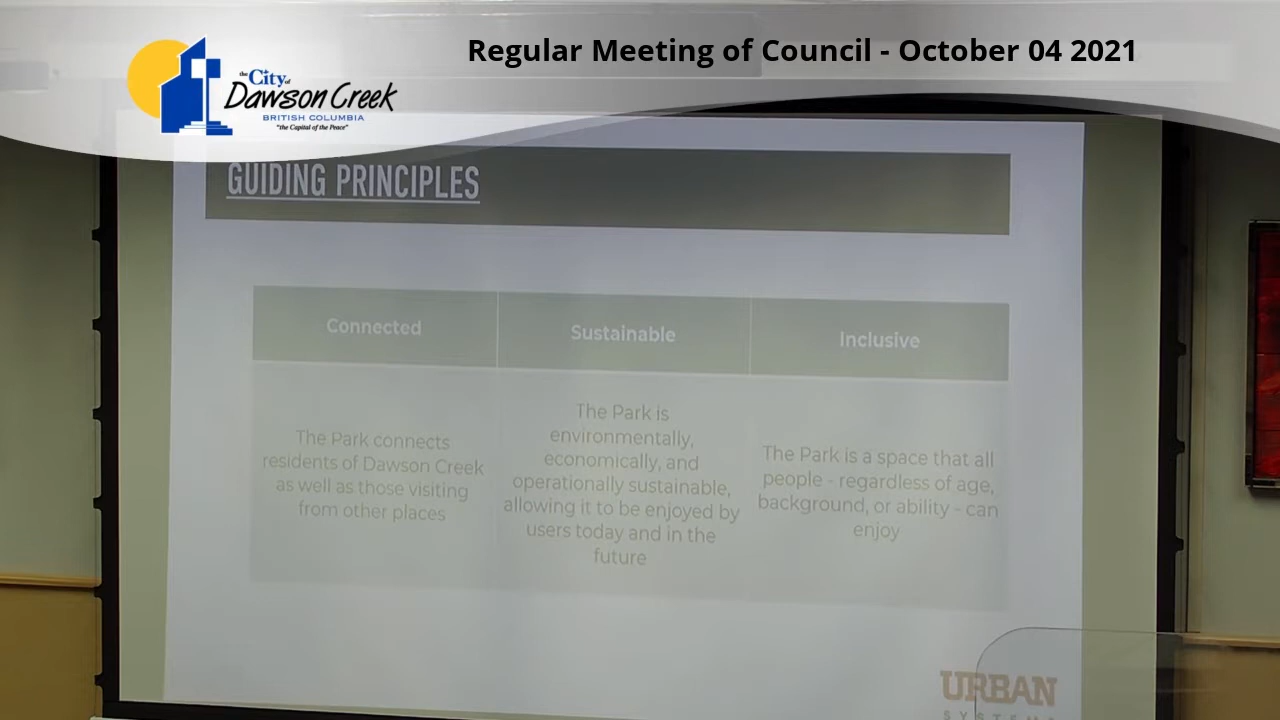 Regular Meeting of Council - October 04 2021
the City of
Dawson Creek
BRITISH COLUMBIA
"the Capital of the Peace"
GUIDING PRINCIPLES
Connected
Sustainable
Inclusive
The Park connects
residents of Dawson Creek
as well as those visiting
from other places
The Park is
environmentally,
economically, and
operationally sustainable,
allowing it to be enjoyed by
users today and in the
future
The Park is a space that all
people - regardless of age,
background, or ability - can
enjoy
URBAN
SYSTEMS